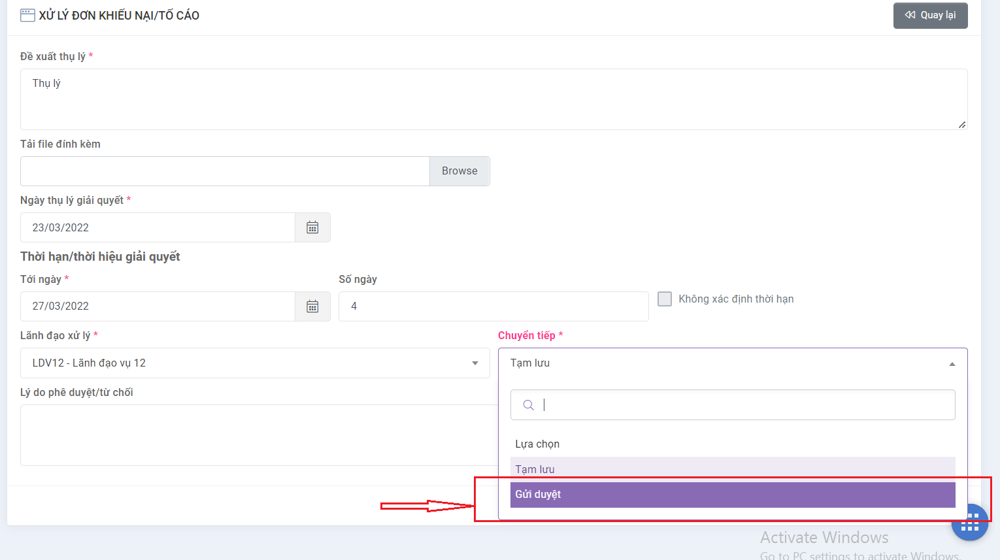 XỬ LÝ ĐƠN KHIẾU NẠI/TỐ CÁO
Quay lại
Đề xuất thụ lý *
Thụ lý
Tải file đính kèm
Browse
Ngày thụ lý giải quyết *
23/03/2022
Thời hạn/thời hiệu giải quyết
Tới ngày *
Số ngày
27/03/2022
4
Không xác định thời hạn
Lãnh đạo xử lý *
Chuyển tiếp *
LDV12 - Lãnh đạo vụ 12
Tạm lưu
Lý do phê duyệt/từ chối
Lựa chọn
Tạm lưu
Gửi duyệt
Activate Windows
Go to PC settings to activate Windows.